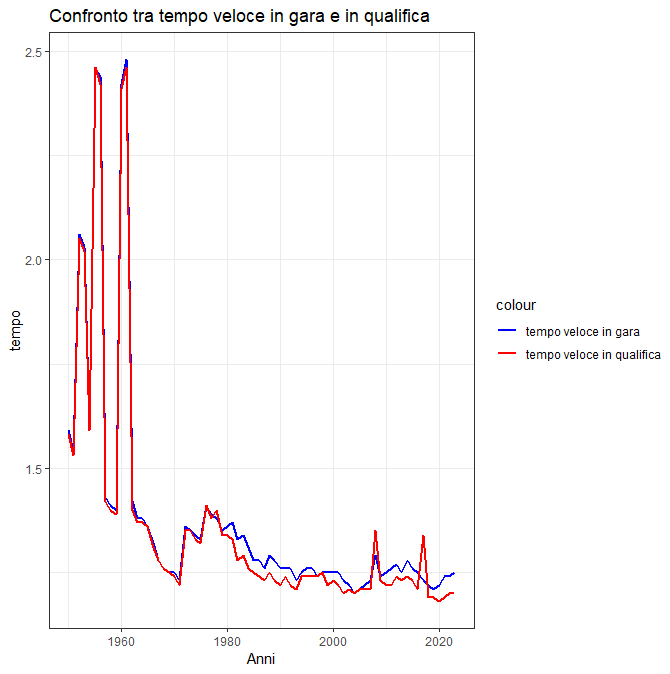 Confronto tra tempo veloce in gara e in qualifica
2.5
2.0
1.5
tempo
1960
1980
2000
2020
Anni
colour
tempo veloce in gara
tempo veloce in qualifica